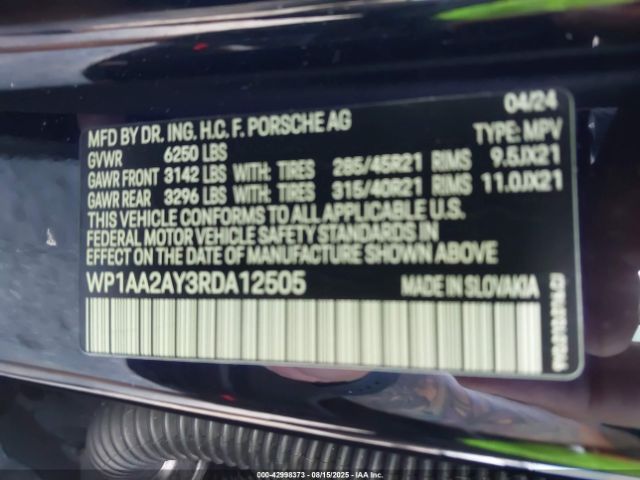 04/24
MFD BY DR. ING. H.C. F. PORSCHE AG TYPE: MPV
GVWR 6250 LBS
GAWR FRONT 3142 LBS WITH: TIRES 285/45R21 RIMS 9.5JX21
GAWR REAR 3296 LBS WITH: TIRES 315/40R21 RIMS 11.0JX21
THIS VEHICLE CONFORMS TO ALL APPLICABLE U.S.
FEDERAL MOTOR VEHICLE SAFETY STANDARDS IN
EFFECT ON THE DATE OF MANUFACTURE SHOWN ABOVE
WP1AA2AY3RDA12505 MADE IN SLOVAKIA
000-42998373 - 08/15/2025 - IAA Inc.